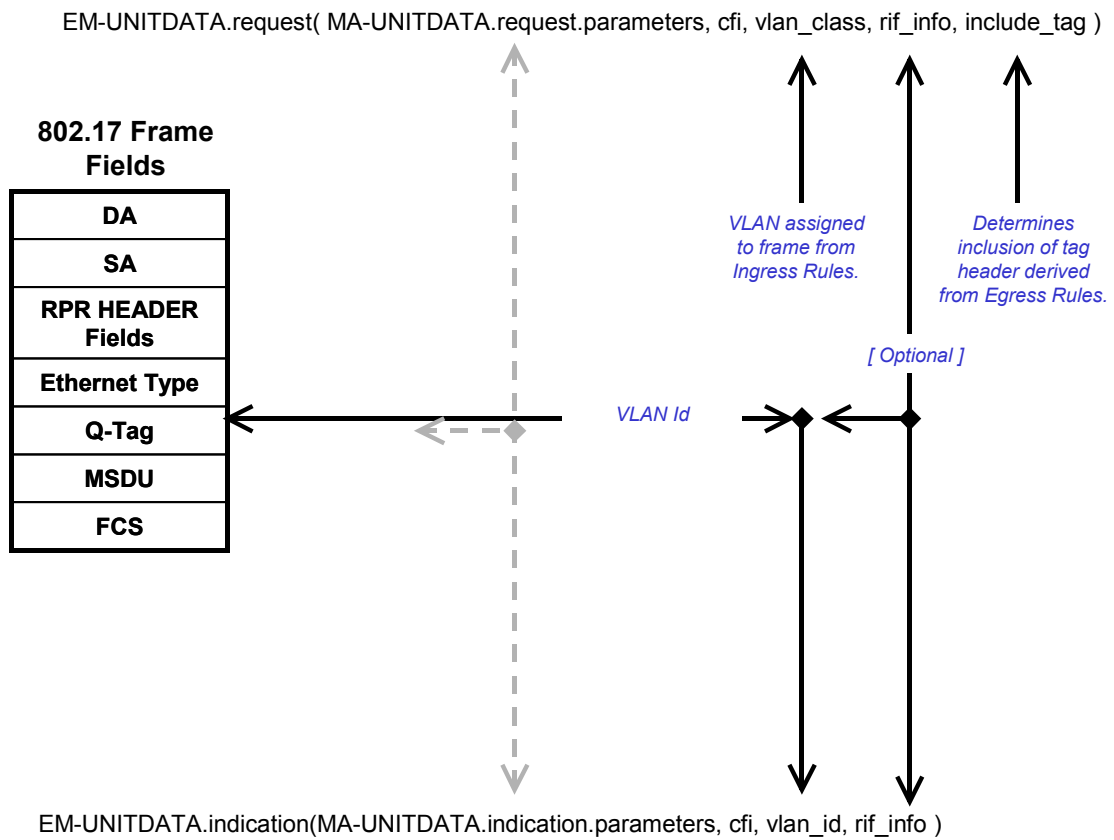 EM-UNITDATA.request( MA-UNITDATA.request.parameters, cfi, vlan_class, rif_info, include_tag )
802.17 Frame
Fields
DA
SA
RPR HEADER
Fields
Ethernet Type
Q-Tag
MSDU
FCS
VLAN assigned
to frame from
Ingress Rules.
Determines
inclusion of tag
header derived
from Egress Rules.
[ Optional ]
VLAN Id
EM-UNITDATA.indication(MA-UNITDATA.indication.parameters, cfi, vlan_id, rif_info )